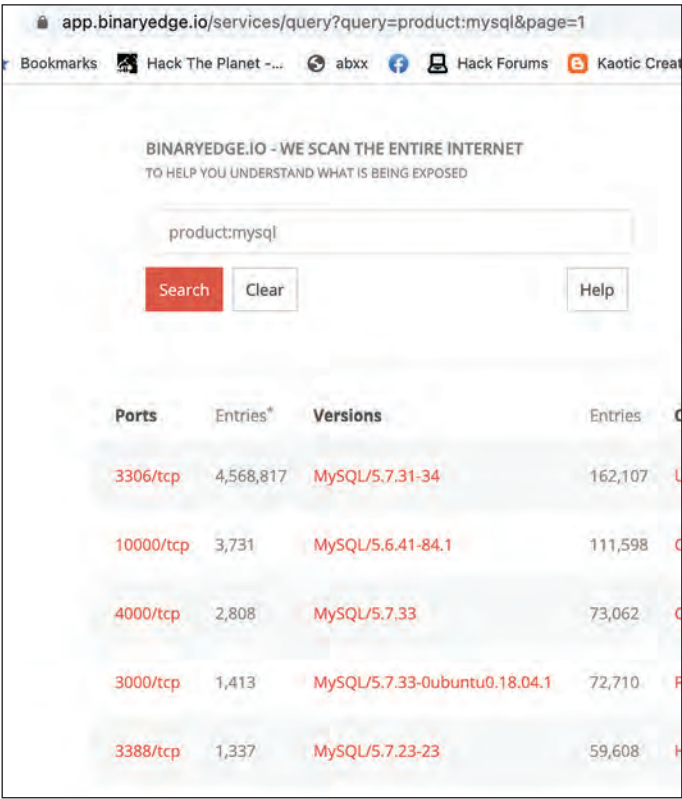 app.binaryedge.io/services/query?query=product:mysql&page=1
Bookmarks Hack The Planet -... abxx Hack Forums Kaotic Creat
BINARYEDGE.IO - WE SCAN THE ENTIRE INTERNET
TO HELP YOU UNDERSTAND WHAT IS BEING EXPOSED
product:mysql
Search Clear Help
Ports Entries* Versions Entries
3306/tcp 4,568,817 MySQL/5.7.31-34 162,107
10000/tcp 3,731 MySQL/5.6.41-84.1 111,598
4000/tcp 2,808 MySQL/5.7.33 73,062
3000/tcp 1,413 MySQL/5.7.33-0ubuntu0.18.04.1 72,710
3388/tcp 1,337 MySQL/5.7.23-23 59,608